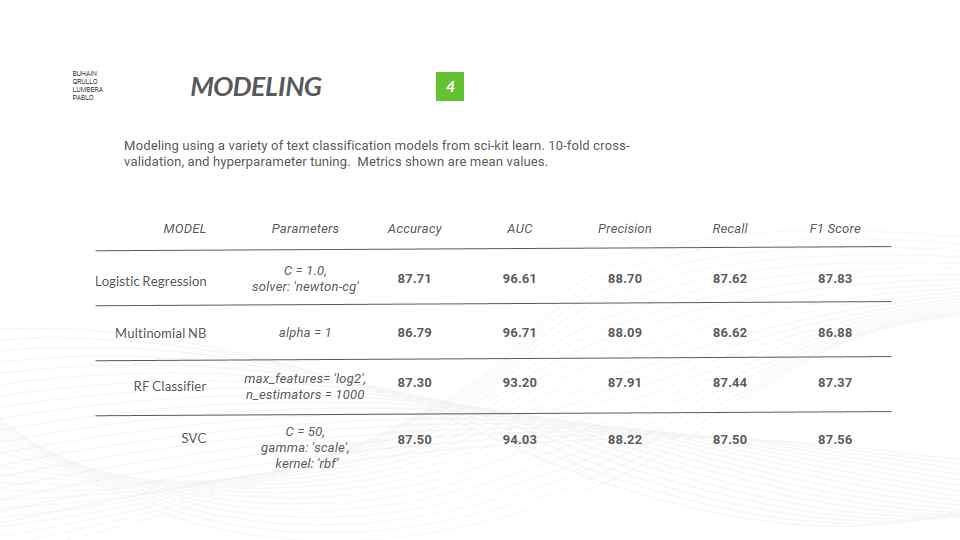 BUHAIN
QRULLO
LUMBERA
PABLO
MODELING
4
Modeling using a variety of text classification models from sci-kit learn. 10-fold cross-
validation, and hyperparameter tuning.  Metrics shown are mean values.
MODEL Parameters Accuracy AUC Precision Recall F1 Score
Logistic Regression C = 1.0, solver: 'newton-cg' 87.71 96.61 88.70 87.62 87.83
Multinomial NB alpha = 1 86.79 96.71 88.09 86.62 86.88
RF Classifier max_features= 'log2', n_estimators = 1000 87.30 93.20 87.91 87.44 87.37
SVC C = 50, gamma: 'scale', kernel: 'rbf' 87.50 94.03 88.22 87.50 87.56